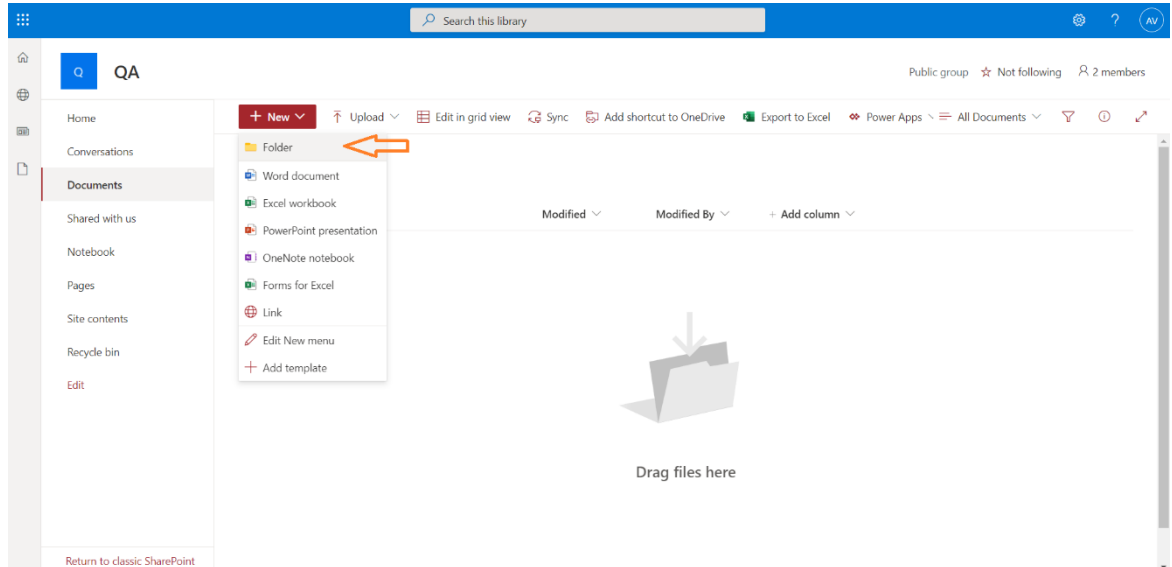 Search this library
?
AV
Q
QA
Public group
Not following
2 members
New
Upload
Edit in grid view
Sync
Add shortcut to OneDrive
Export to Excel
Power Apps
All Documents
Home
Conversations
Documents
Shared with us
Notebook
Pages
Site contents
Recycle bin
Edit
Return to classic SharePoint
Folder
Word document
Excel workbook
PowerPoint presentation
OneNote notebook
Forms for Excel
Link
Edit New menu
+ Add template
Modified
Modified By
+ Add column
Drag files here